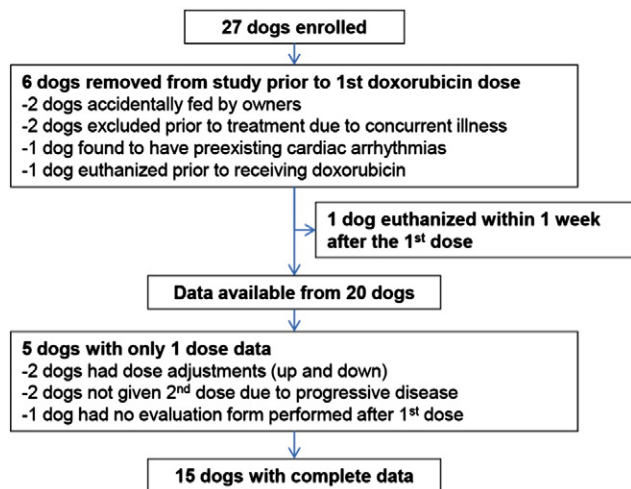 27 dogs enrolled
6 dogs removed from study prior to 1st doxorubicin dose
-2 dogs accidentally fed by owners
-2 dogs excluded prior to treatment due to concurrent illness
-1 dog found to have preexisting cardiac arrhythmias
-1 dog euthanized prior to receiving doxorubicin
1 dog euthanized within 1 week
after the 1st dose
Data available from 20 dogs
5 dogs with only 1 dose data
-2 dogs had dose adjustments (up and down)
-2 dogs not given 2nd dose due to progressive disease
-1 dog had no evaluation form performed after 1st dose
15 dogs with complete data